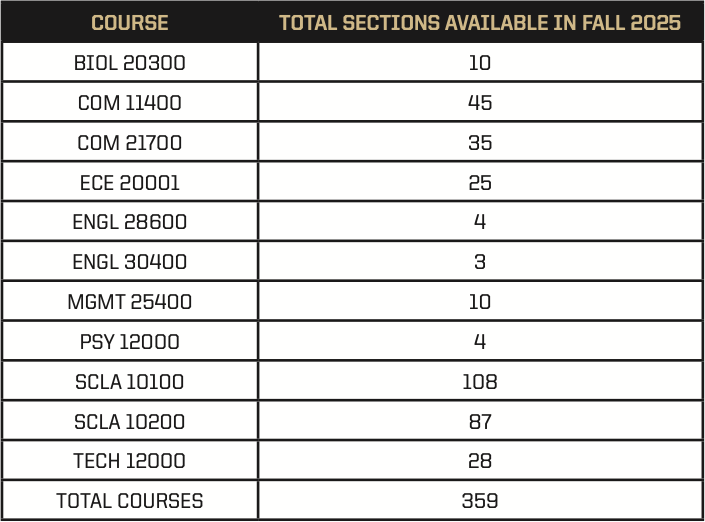 COURSE TOTAL SECTIONS AVAILABLE IN FALL 2025
BIOL 20300 10
COM 11400 45
COM 21700 35
ECE 20001 25
ENGL 28600 4
ENGL 30400 3
MGMT 25400 10
PSY 12000 4
SCLA 10100 108
SCLA 10200 87
TECH 12000 28
TOTAL COURSES 359